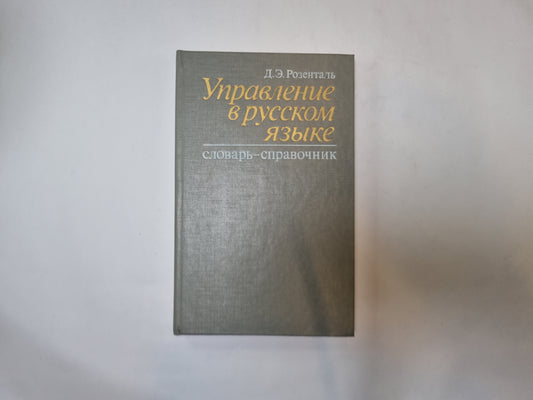 Д.Э.Розенталь
Управление
в русском
языке
словарь–справочник